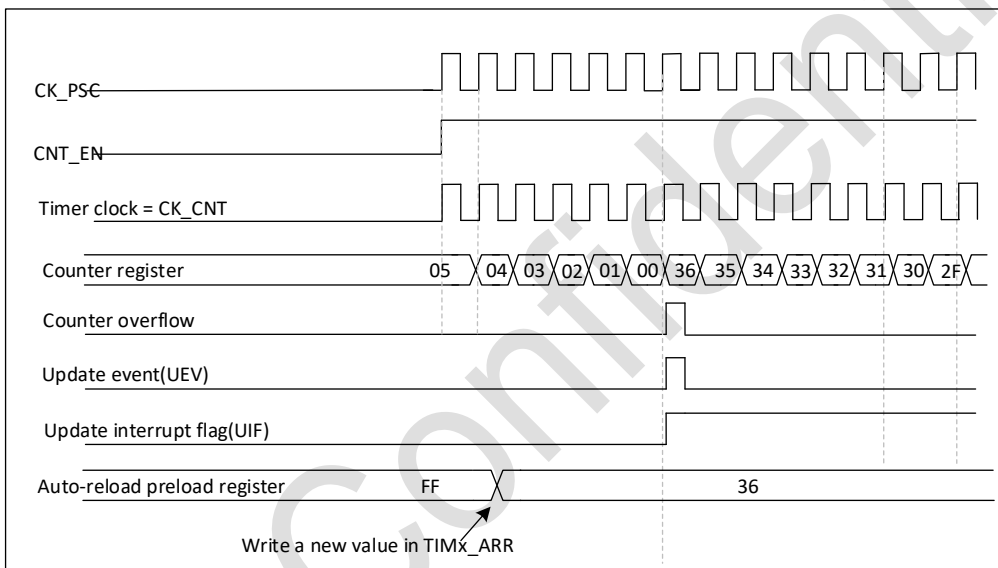 CK_PSC
CNT_EN
Timer clock = CK_CNT
Counter register 05 04 03 02 01 00 36 35 34 33 32 31 30 2F
Counter overflow
Update event(UEV)
Update interrupt flag(UIF)
Auto-reload preload register FF 36
Write a new value in TIMx_ARR
Confidenti